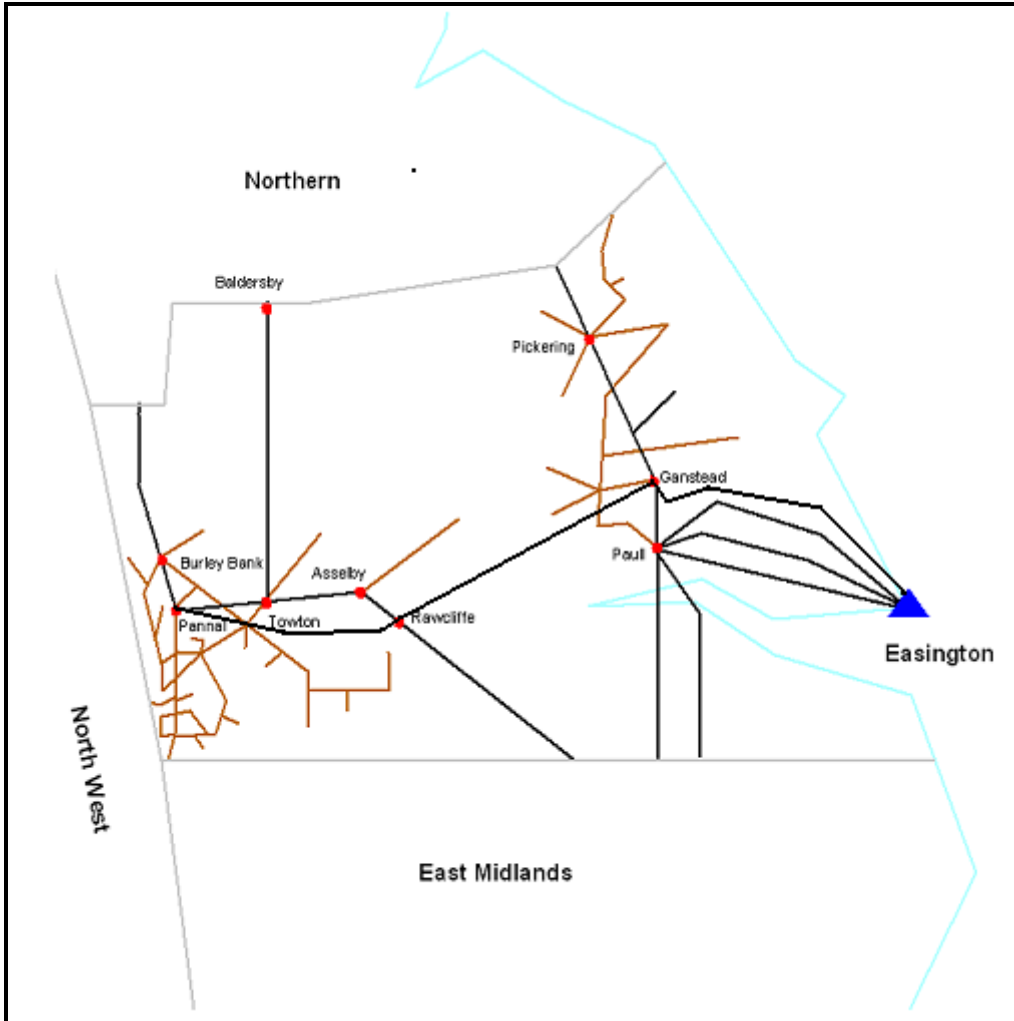 Northern
Baldersby
Pickering
Ganstead
Burley Bank
Asselby
Paull
Pannal
Towton
Rawcliffe
Easington
North West
East Midlands